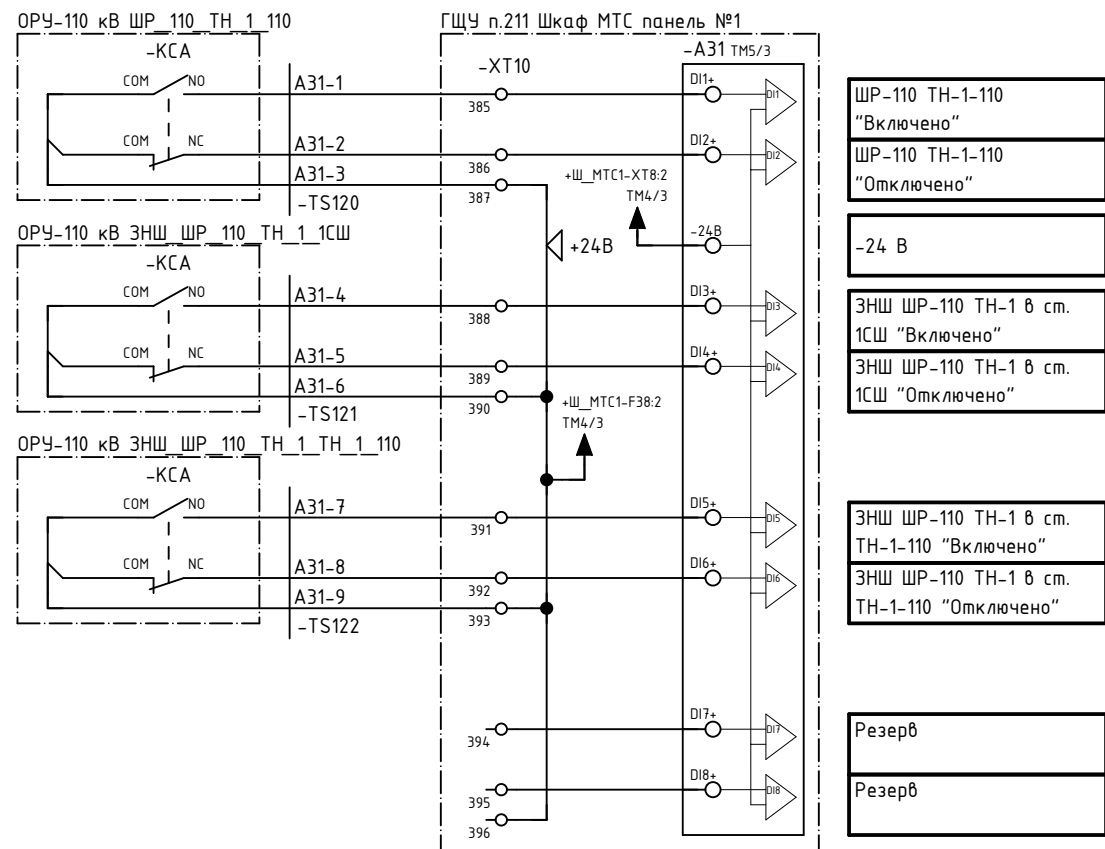 ОРУ-110 кВ ШР_110_ТН_1_110
ГЩУ п.211 Шкаф МТС панель №1
-КСА
COM
NO
A31-1
-XT10
385
-A31 TM5/3
DI1+
DI1
ШР-110 ТН-1-110
"Включено"
COM
NC
A31-2
386
DI2+
DI2
ШР-110 ТН-1-110
"Отключено"
A31-3
387
-TS120
+Ш_МТС1-XT8:2
TM4/3
-24В
+24В
-24 В
ОРУ-110 кВ ЗНШ_ШР_110_ТН_1_1СШ
-КСА
COM
NO
A31-4
388
DI3+
DI3
ЗНШ ШР-110 ТН-1 в ст.
1СШ "Включено"
COM
NC
A31-5
389
DI4+
DI4
ЗНШ ШР-110 ТН-1 в ст.
1СШ "Отключено"
A31-6
390
-TS121
+Ш_МТС1-F38:2
TM4/3
ОРУ-110 кВ ЗНШ_ШР_110_ТН_1_ТН_1_110
-КСА
COM
NO
A31-7
391
DI5+
DI5
ЗНШ ШР-110 ТН-1 в ст.
ТН-1-110 "Включено"
COM
NC
A31-8
392
DI6+
DI6
ЗНШ ШР-110 ТН-1 в ст.
ТН-1-110 "Отключено"
A31-9
393
-TS122
394
DI7+
DI7
Резерв
395
DI8+
DI8
Резерв
396